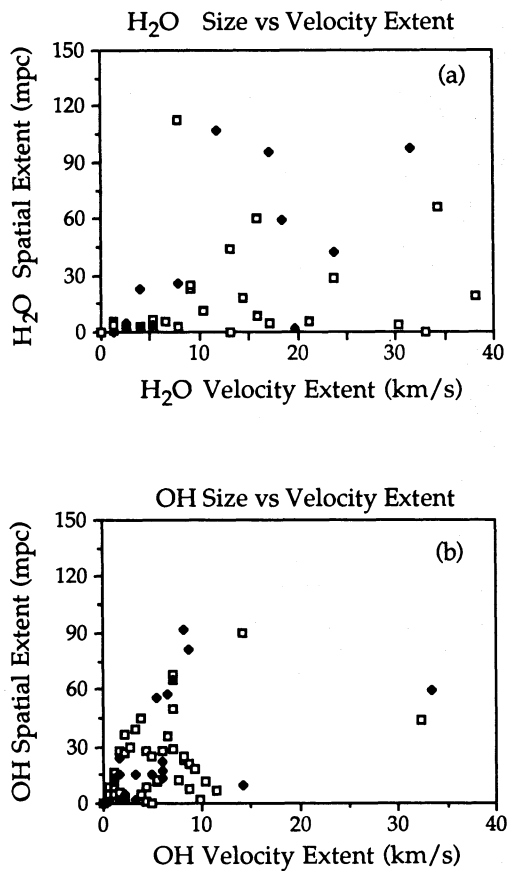 H₂O Size vs Velocity Extent
150
120
90
60
30
0
H₂O Spatial Extent (mpc)
(a)
0 10 20 30 40
H₂O Velocity Extent (km/s)
OH Size vs Velocity Extent
150
120
90
60
30
0
OH Spatial Extent (mpc)
(b)
0 10 20 30 40
OH Velocity Extent (km/s)